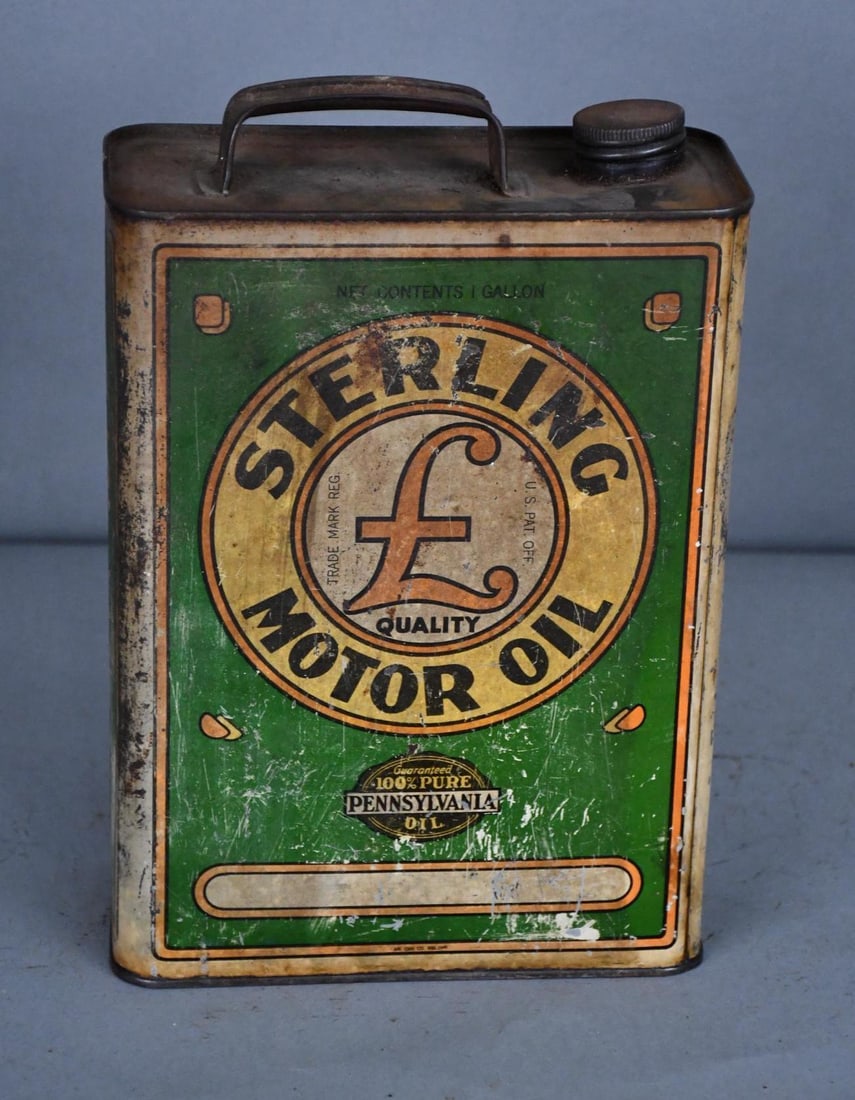 NET CONTENTS 1 GALLON
STERLING
TRADE MARK REG.
£
U.S. PAT. OFF.
QUALITY
MOTOR OIL
Guaranteed
100% PURE
PENNSYLVANIA
OIL